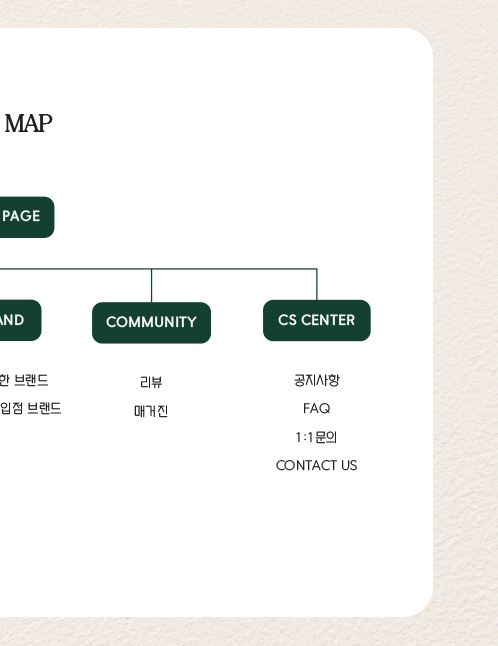 MAP
PAGE
AND
COMMUNITY
CS CENTER
한 브랜드
입점 브랜드
리뷰
매거진
공지사항
FAQ
1:1문의
CONTACT US